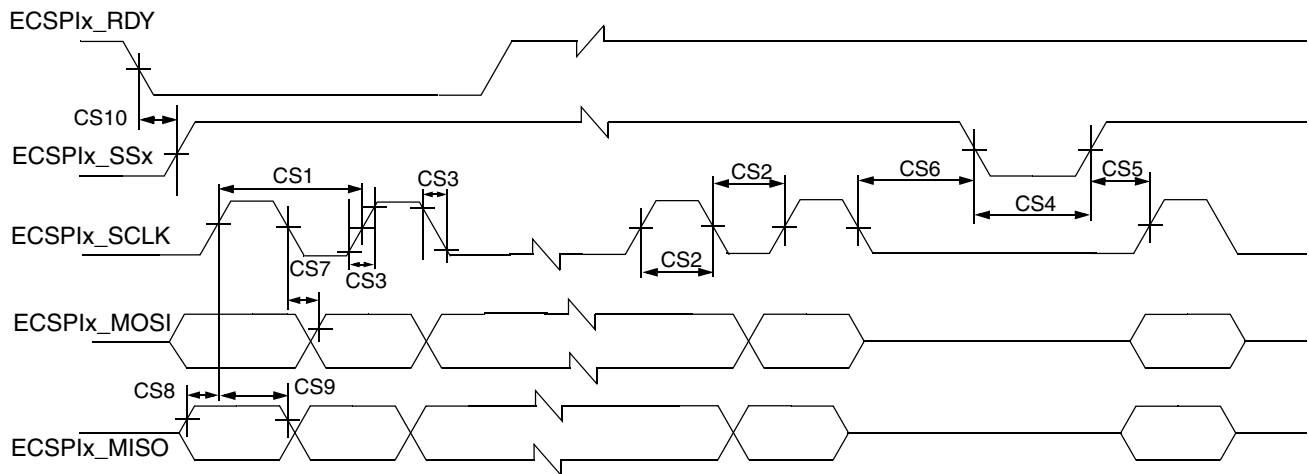 ECSPIx_RDY
CS10
ECSPIx_SSx
CS1
CS3
CS2
CS6
CS5
CS4
ECSPIx_SCLK
CS7
CS3
CS2
ECSPIx_MOSI
CS8
CS9
ECSPIx_MISO